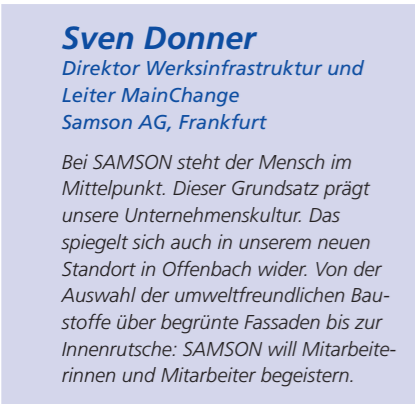 Sven Donner
Direktor Werksinfrastruktur und
Leiter MainChange
Samson AG, Frankfurt
Bei SAMSON steht der Mensch im
Mittelpunkt. Dieser Grundsatz prägt
unsere Unternehmenskultur. Das
spiegelt sich auch in unserem neuen
Standort in Offenbach wider. Von der
Auswahl der umweltfreundlichen Bau-
stoffe über begrünte Fassaden bis zur
Innenrutsche: SAMSON will Mitarbeite-
rinnen und Mitarbeiter begeistern.